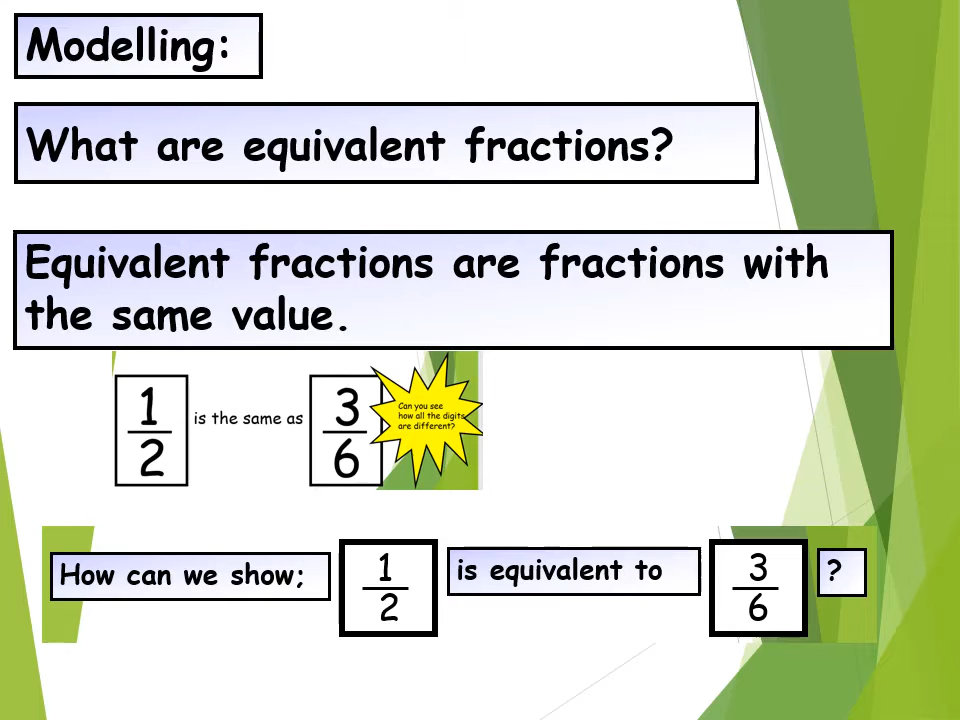 Modelling:
What are equivalent fractions?
Equivalent fractions are fractions with
the same value.
1
2
is the same as
3
6
Can you see
how all the digits
are different?
How can we show;
1
2
is equivalent to
3
6
?